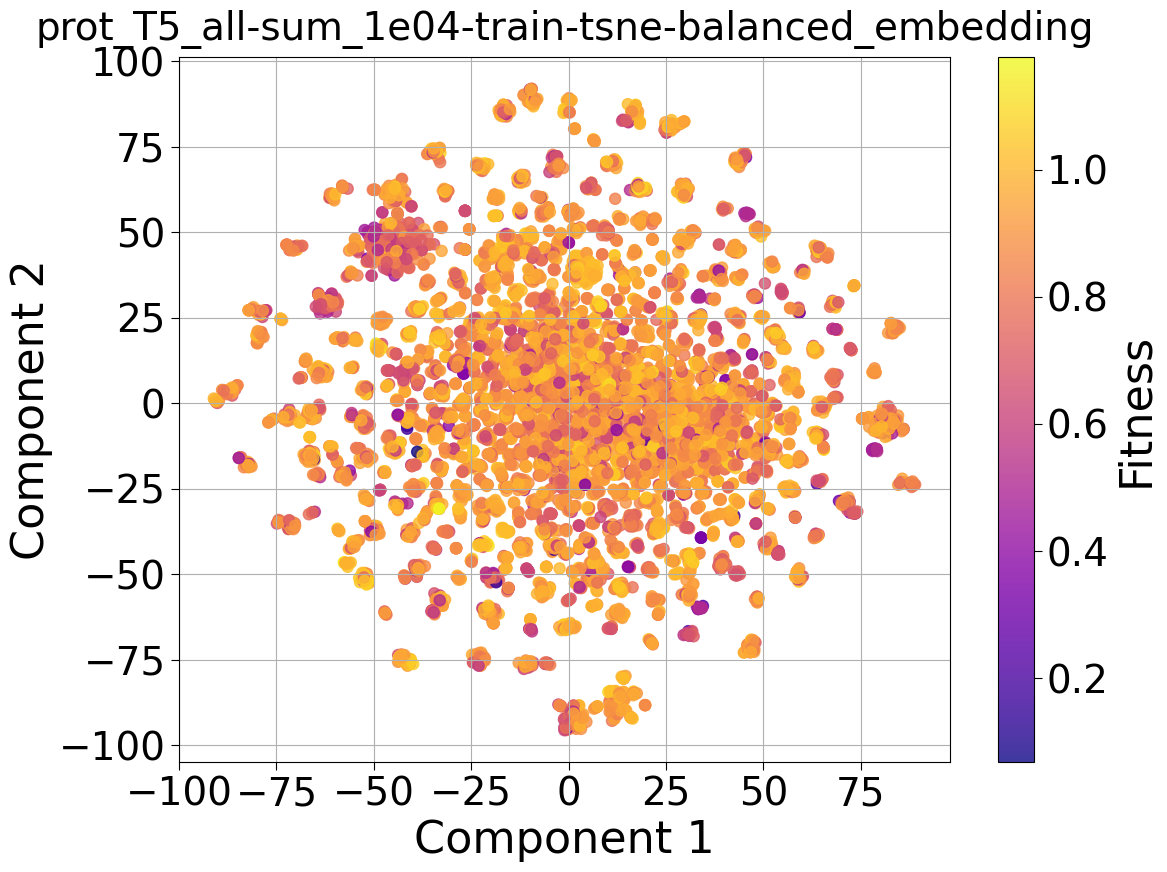 prot_T5_all-sum_1e04-train-tsne-balanced_embedding
100
75
50
25
0
−25
−50
−75
−100
Component 2
−100 −75 −50 −25 0 25 50 75
Component 1
1.0
0.8
0.6
0.4
0.2
Fitness